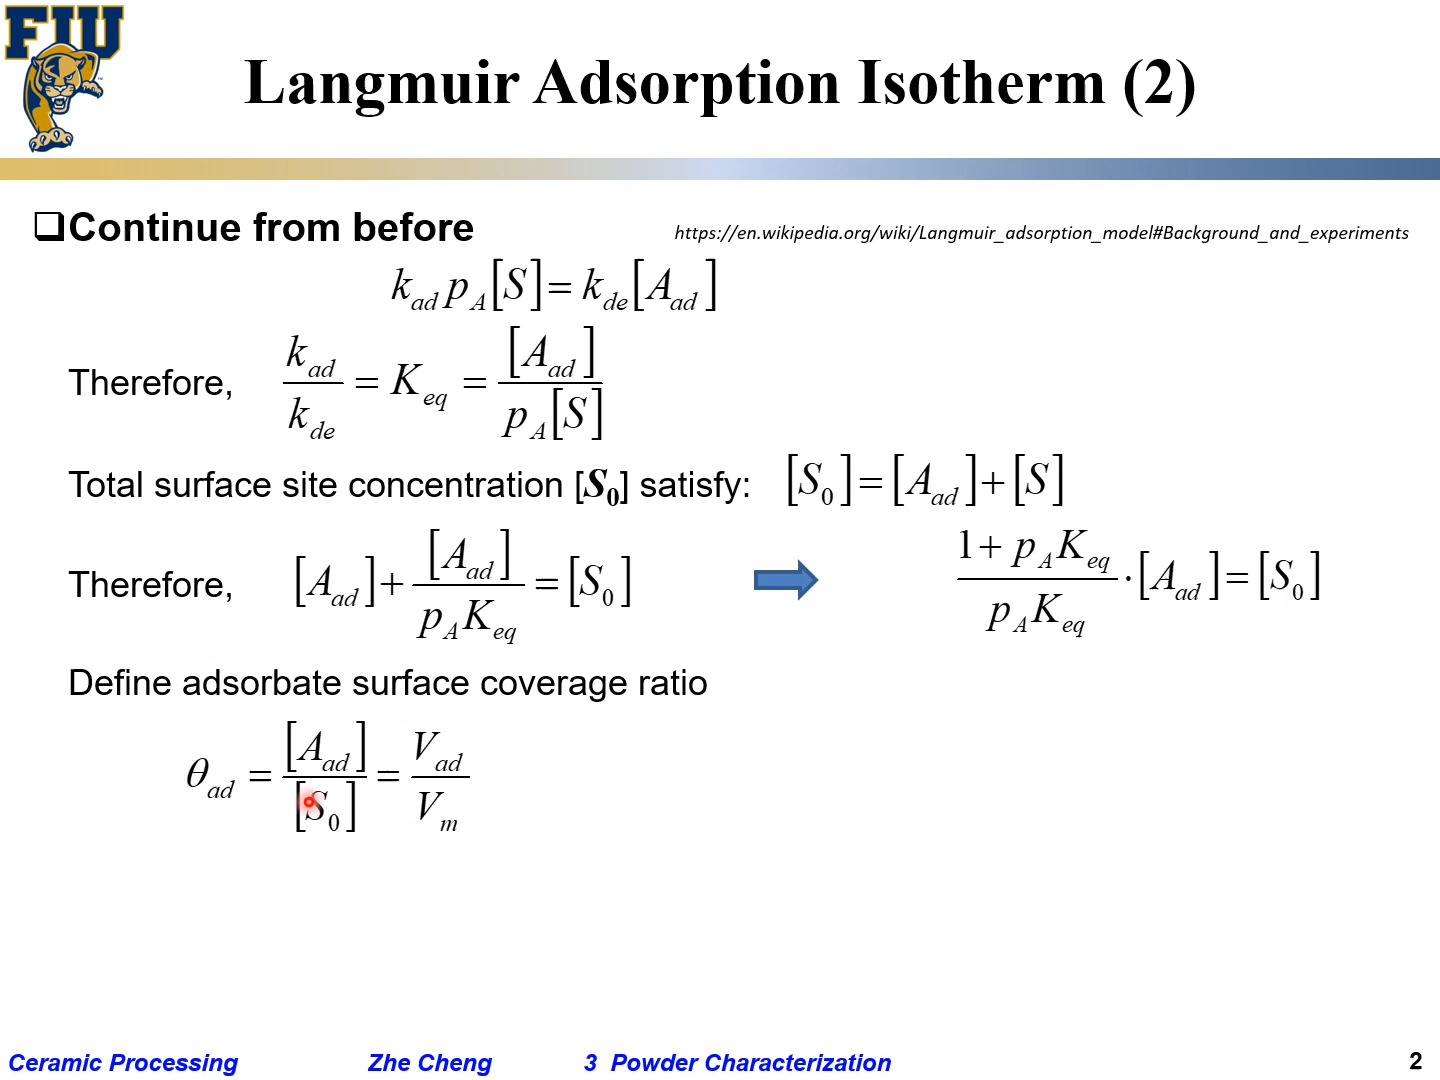 FIU
Langmuir Adsorption Isotherm (2)
❑Continue from before
https://en.wikipedia.org/wiki/Langmuir_adsorption_model#Background_and_experiments
k_ad p_A [S] = k_de [A_ad]
Therefore, k_ad / k_de = K_eq = [A_ad] / p_A [S]
Total surface site concentration [S_0] satisfy: [S_0] = [A_ad] + [S]
Therefore, [A_ad] + [A_ad] / p_A K_eq = [S_0] ➡ 1 + p_A K_eq / p_A K_eq · [A_ad] = [S_0]
Define adsorbate surface coverage ratio
θ_ad = [A_ad] / [S_0] = V_ad / V_m
Ceramic Processing Zhe Cheng 3 Powder Characterization 2